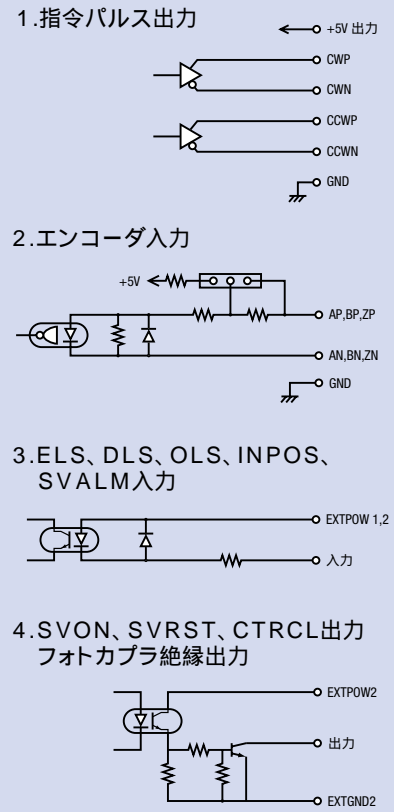 1.指令パルス出力
+5V 出力
CWP
CWN
CCWP
CCWN
GND
2.エンコーダ入力
+5V
AP,BP,ZP
AN,BN,ZN
GND
3.ELS、DLS、OLS、INPOS、
SVALM入力
EXTPOW 1,2
入力
4.SVON、SVRST、CTRCL出力
フォトカプラ絶縁出力
EXTPOW2
出力
EXTGND2